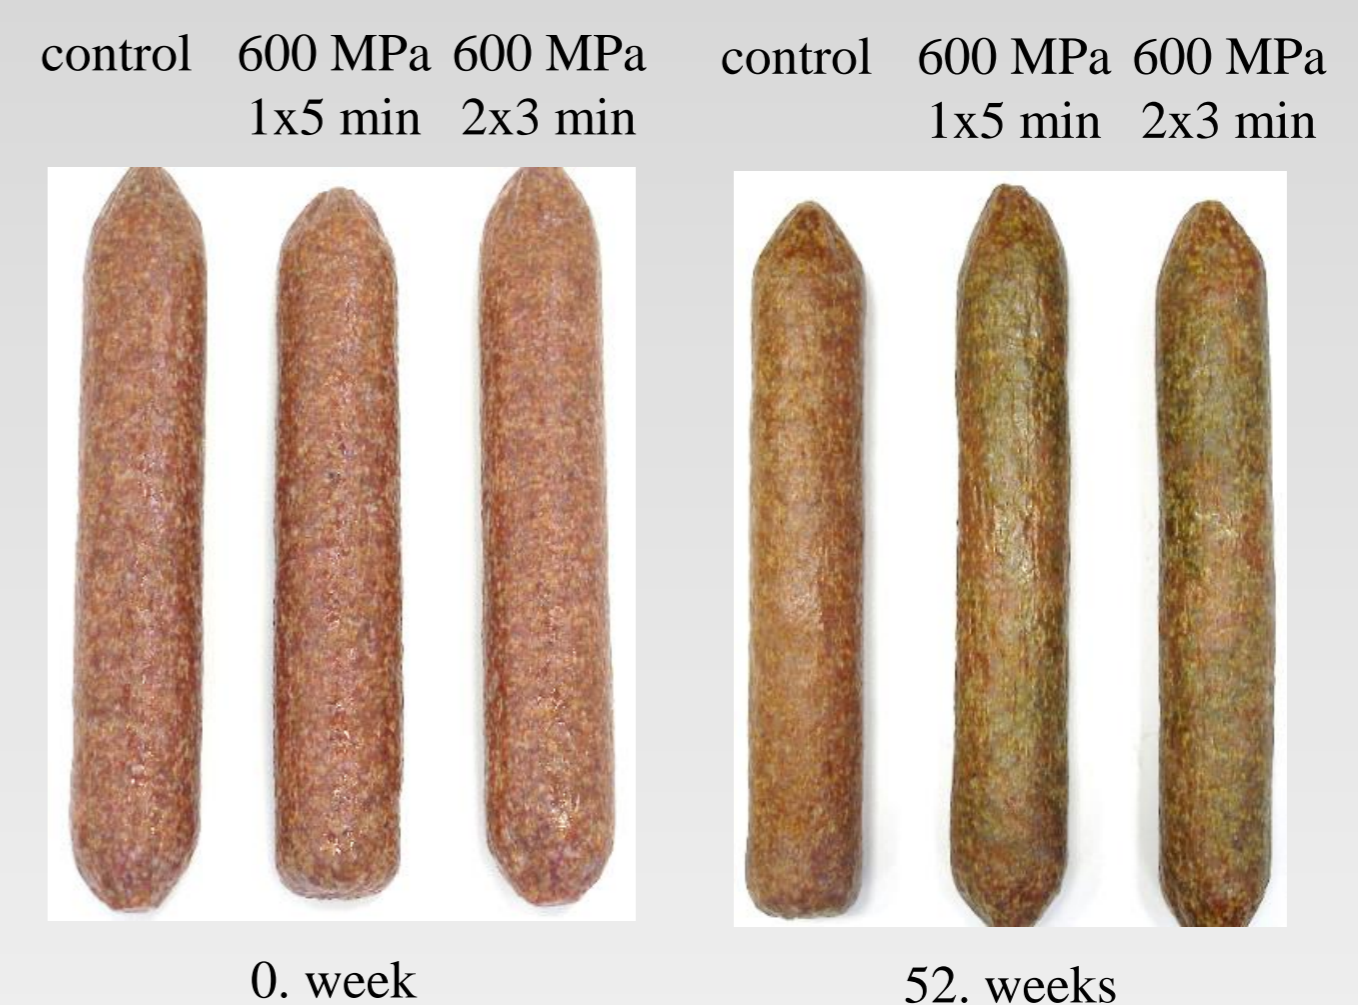 control 600 MPa 600 MPa
1x5 min 2x3 min
control 600 MPa 600 MPa
1x5 min 2x3 min
0. week
52. weeks